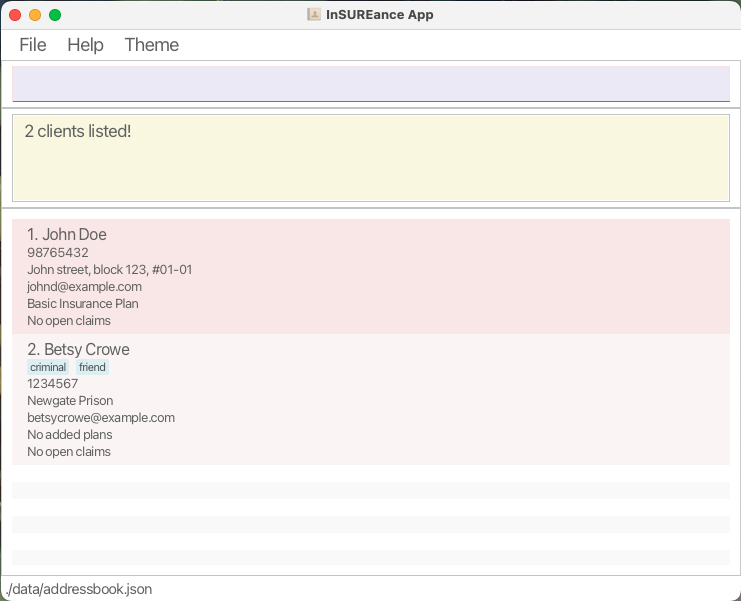 InSUREance App
File Help Theme
2 clients listed!
1. John Doe
98765432
John street, block 123, #01-01
johnd@example.com
Basic Insurance Plan
No open claims
2. Betsy Crowe
criminal friend
1234567
Newgate Prison
betsycrowe@example.com
No added plans
No open claims
./data/addressbook.json